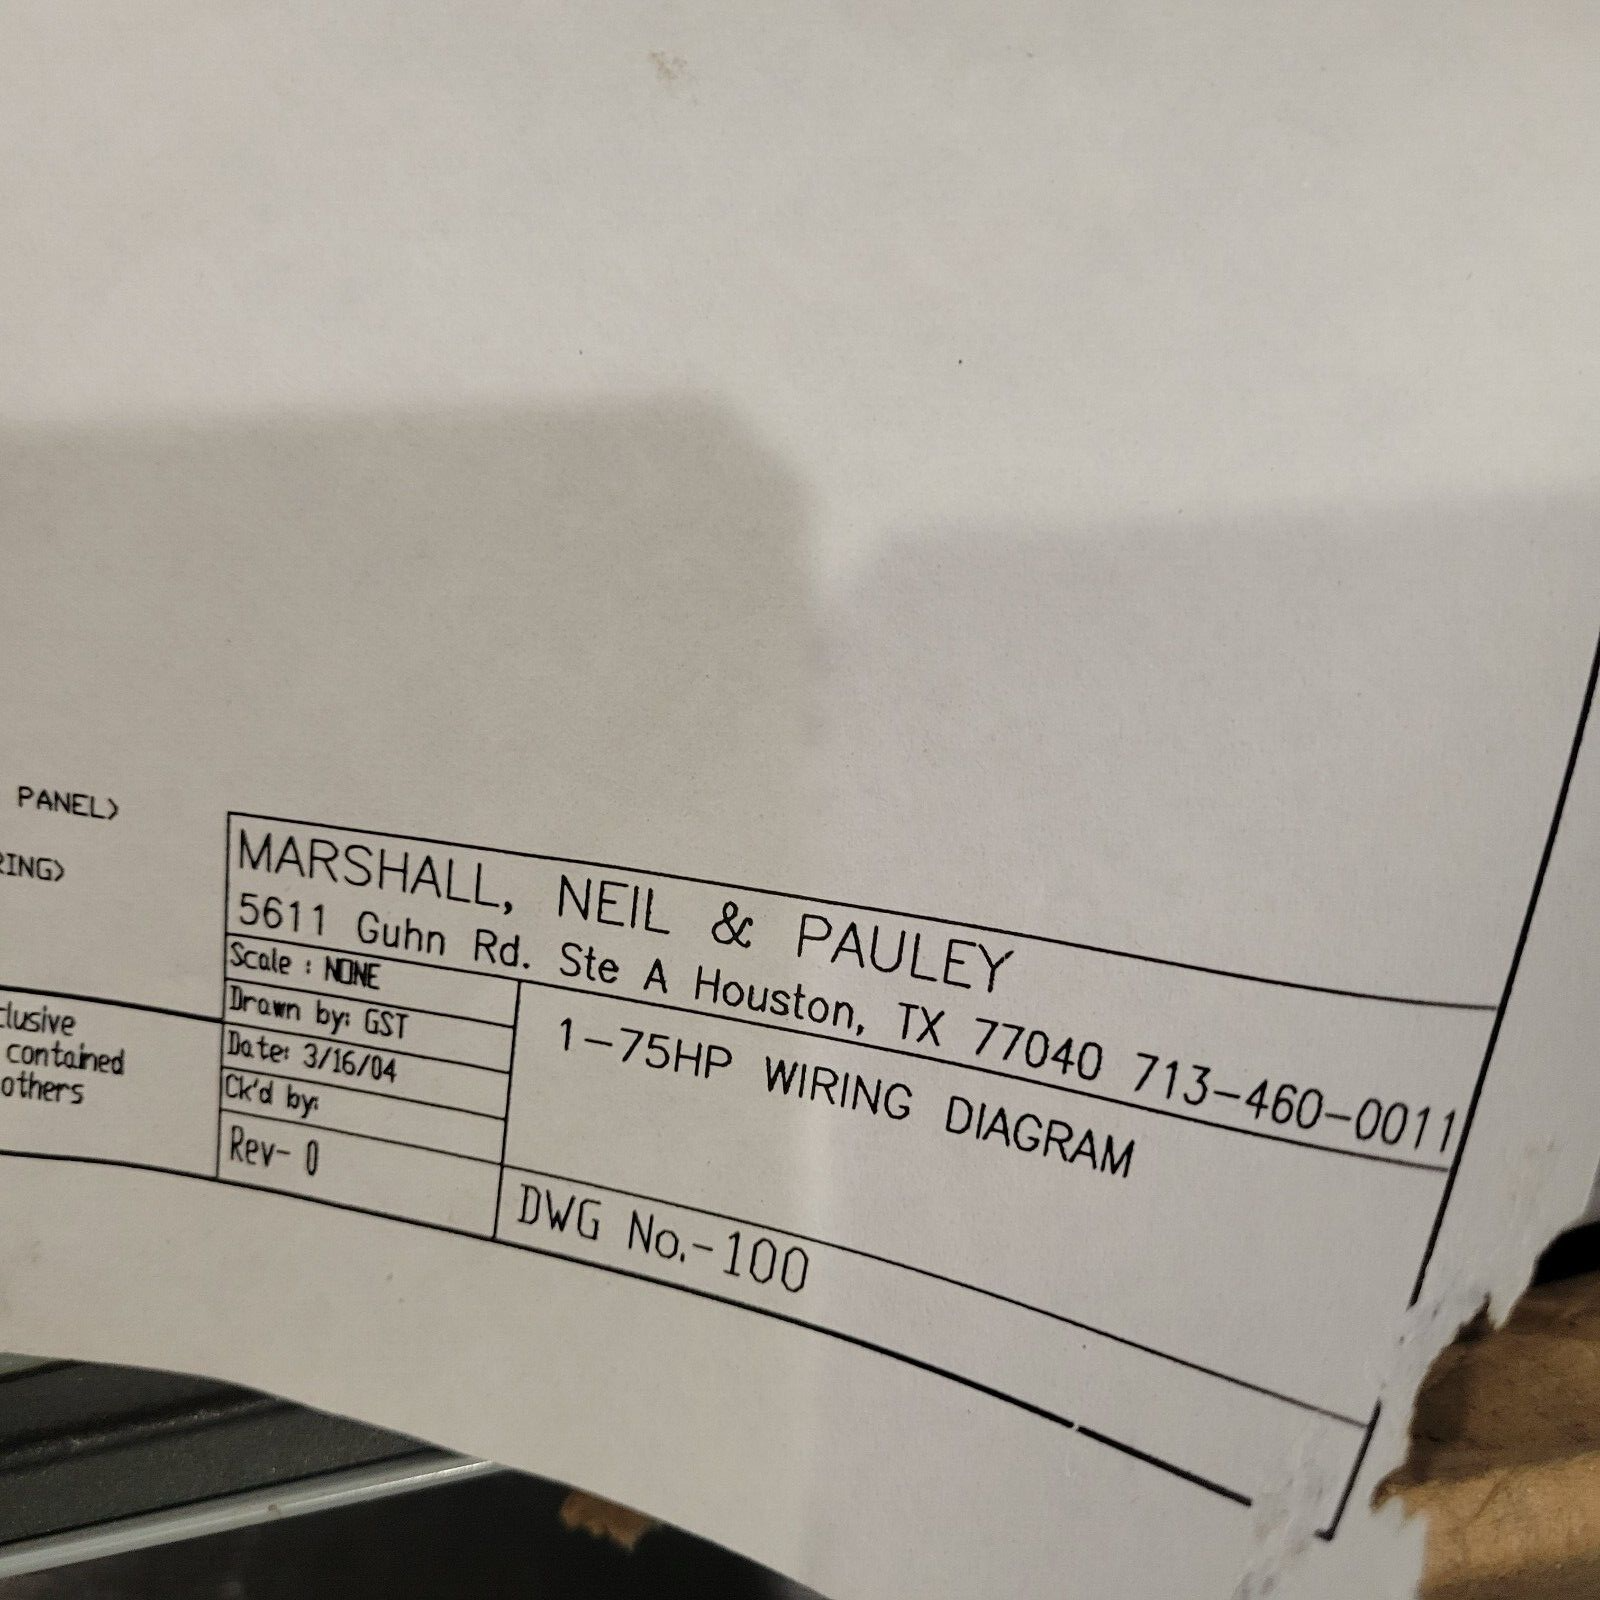 PANEL>
RING>
clusive
contained
others
MARSHALL, NEIL & PAULEY
5611 Guhn Rd. Ste A Houston, TX 77040 713-460-0011
Scale : NONE
Drawn by: GST
Date: 3/16/04
Ck'd by:
Rev- 0
1-75HP WIRING DIAGRAM
DWG No.-100